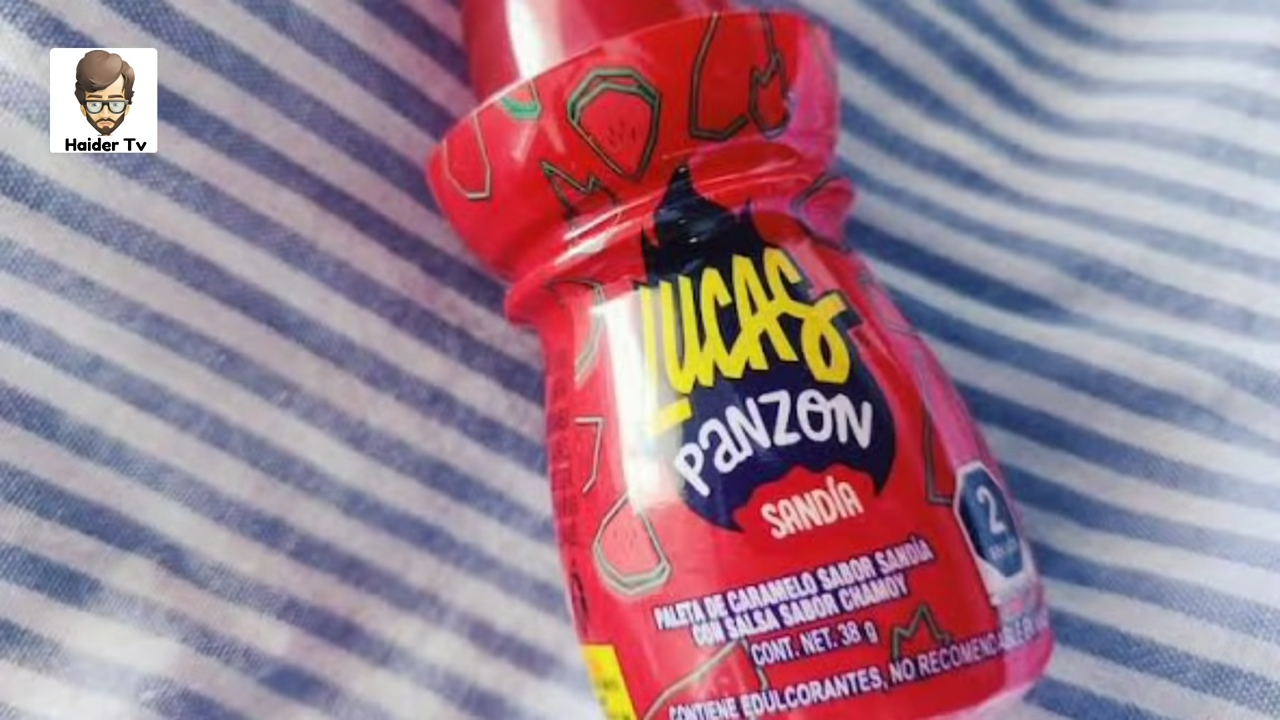 Haider Tv
LUCAS
PANZON
SANDÍA
PALETA DE CARAMELO SABOR SANDÍA
CON SALSA SABOR CHAMOY
CONT. NET. 38 g
CONTIENE EDULCORANTES, NO RECOMENDABLE EN
2